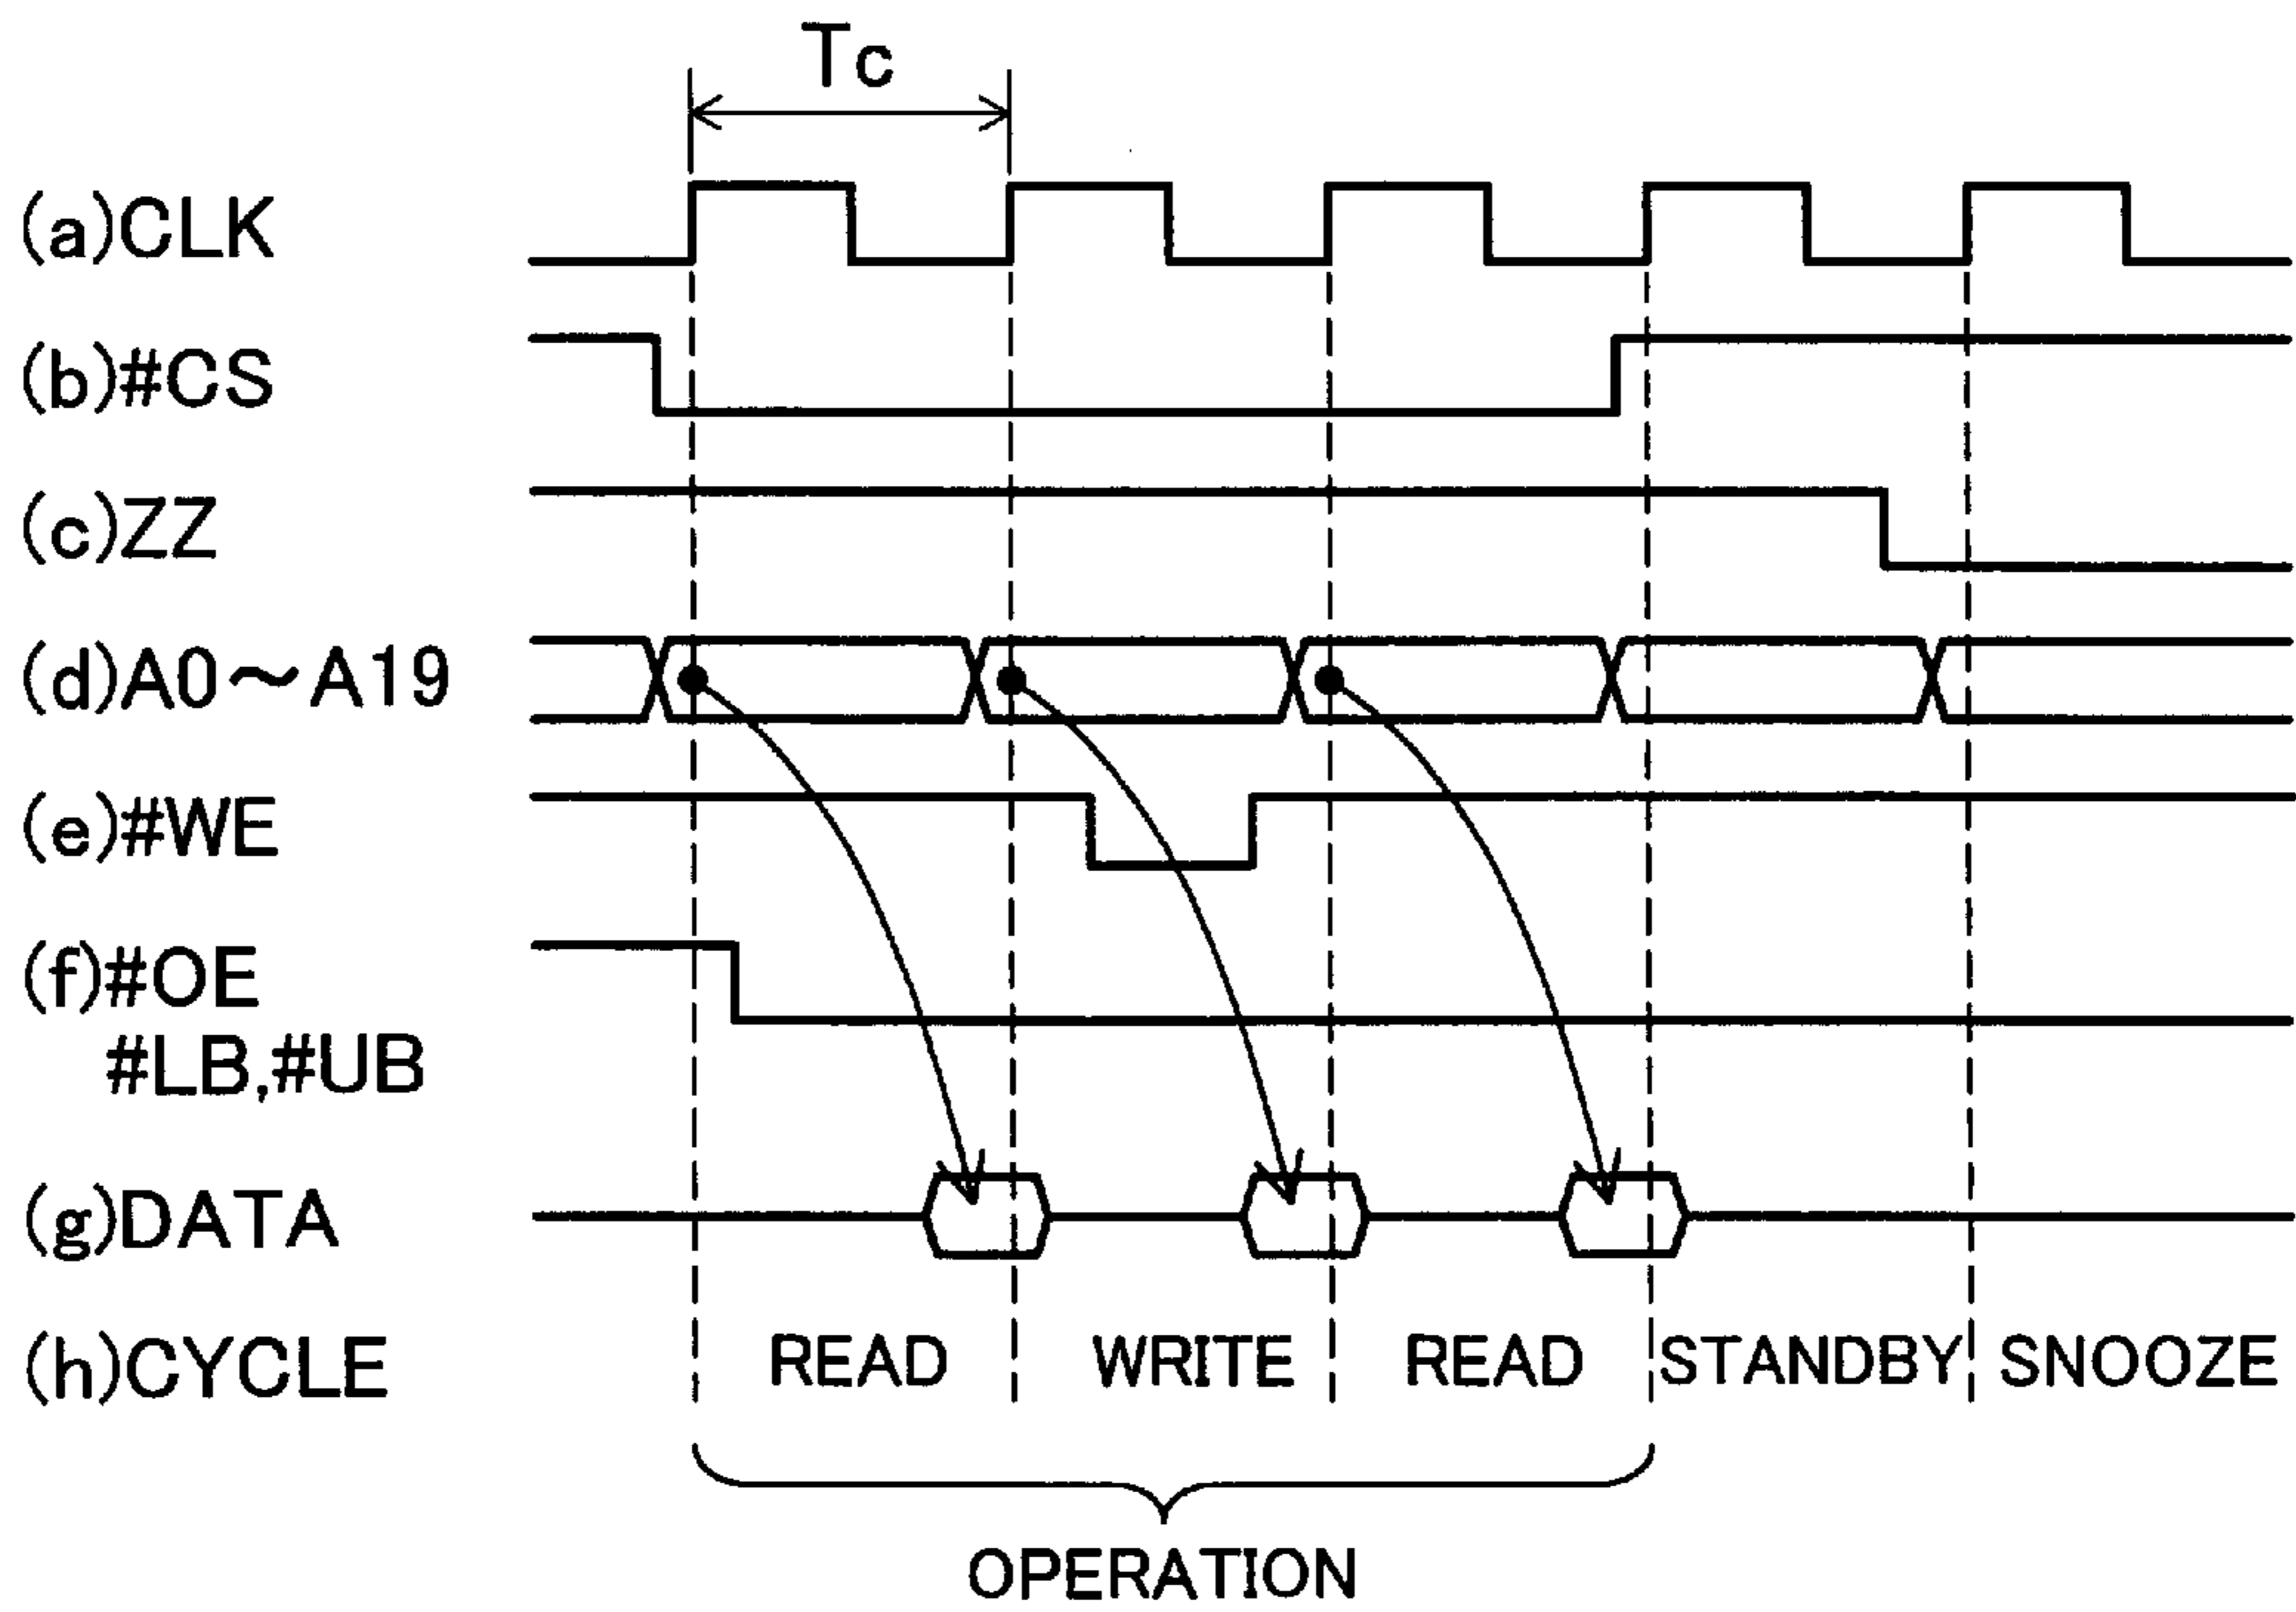 Tc
(a)CLK
(b)#CS
(c)ZZ
(d)A0～A19
(e)#WE
(f)#OE
#LB,#UB
(g)DATA
(h)CYCLE READ WRITE READ STANDBY SNOOZE
OPERATION